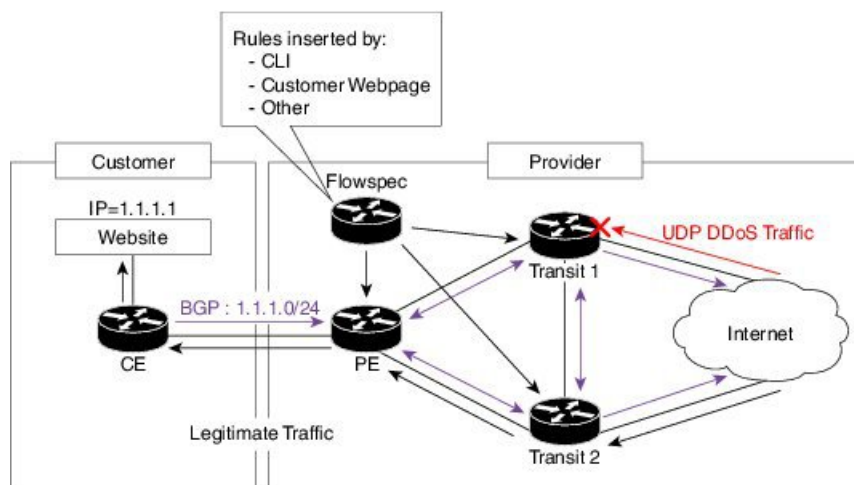 Rules inserted by:
- CLI
- Customer Webpage
- Other
Customer
Provider
Flowspec
IP=1.1.1.1
Website
UDP DDoS Traffic
Transit 1
BGP : 1.1.1.0/24
Internet
CE
PE
Legitimate Traffic
Transit 2